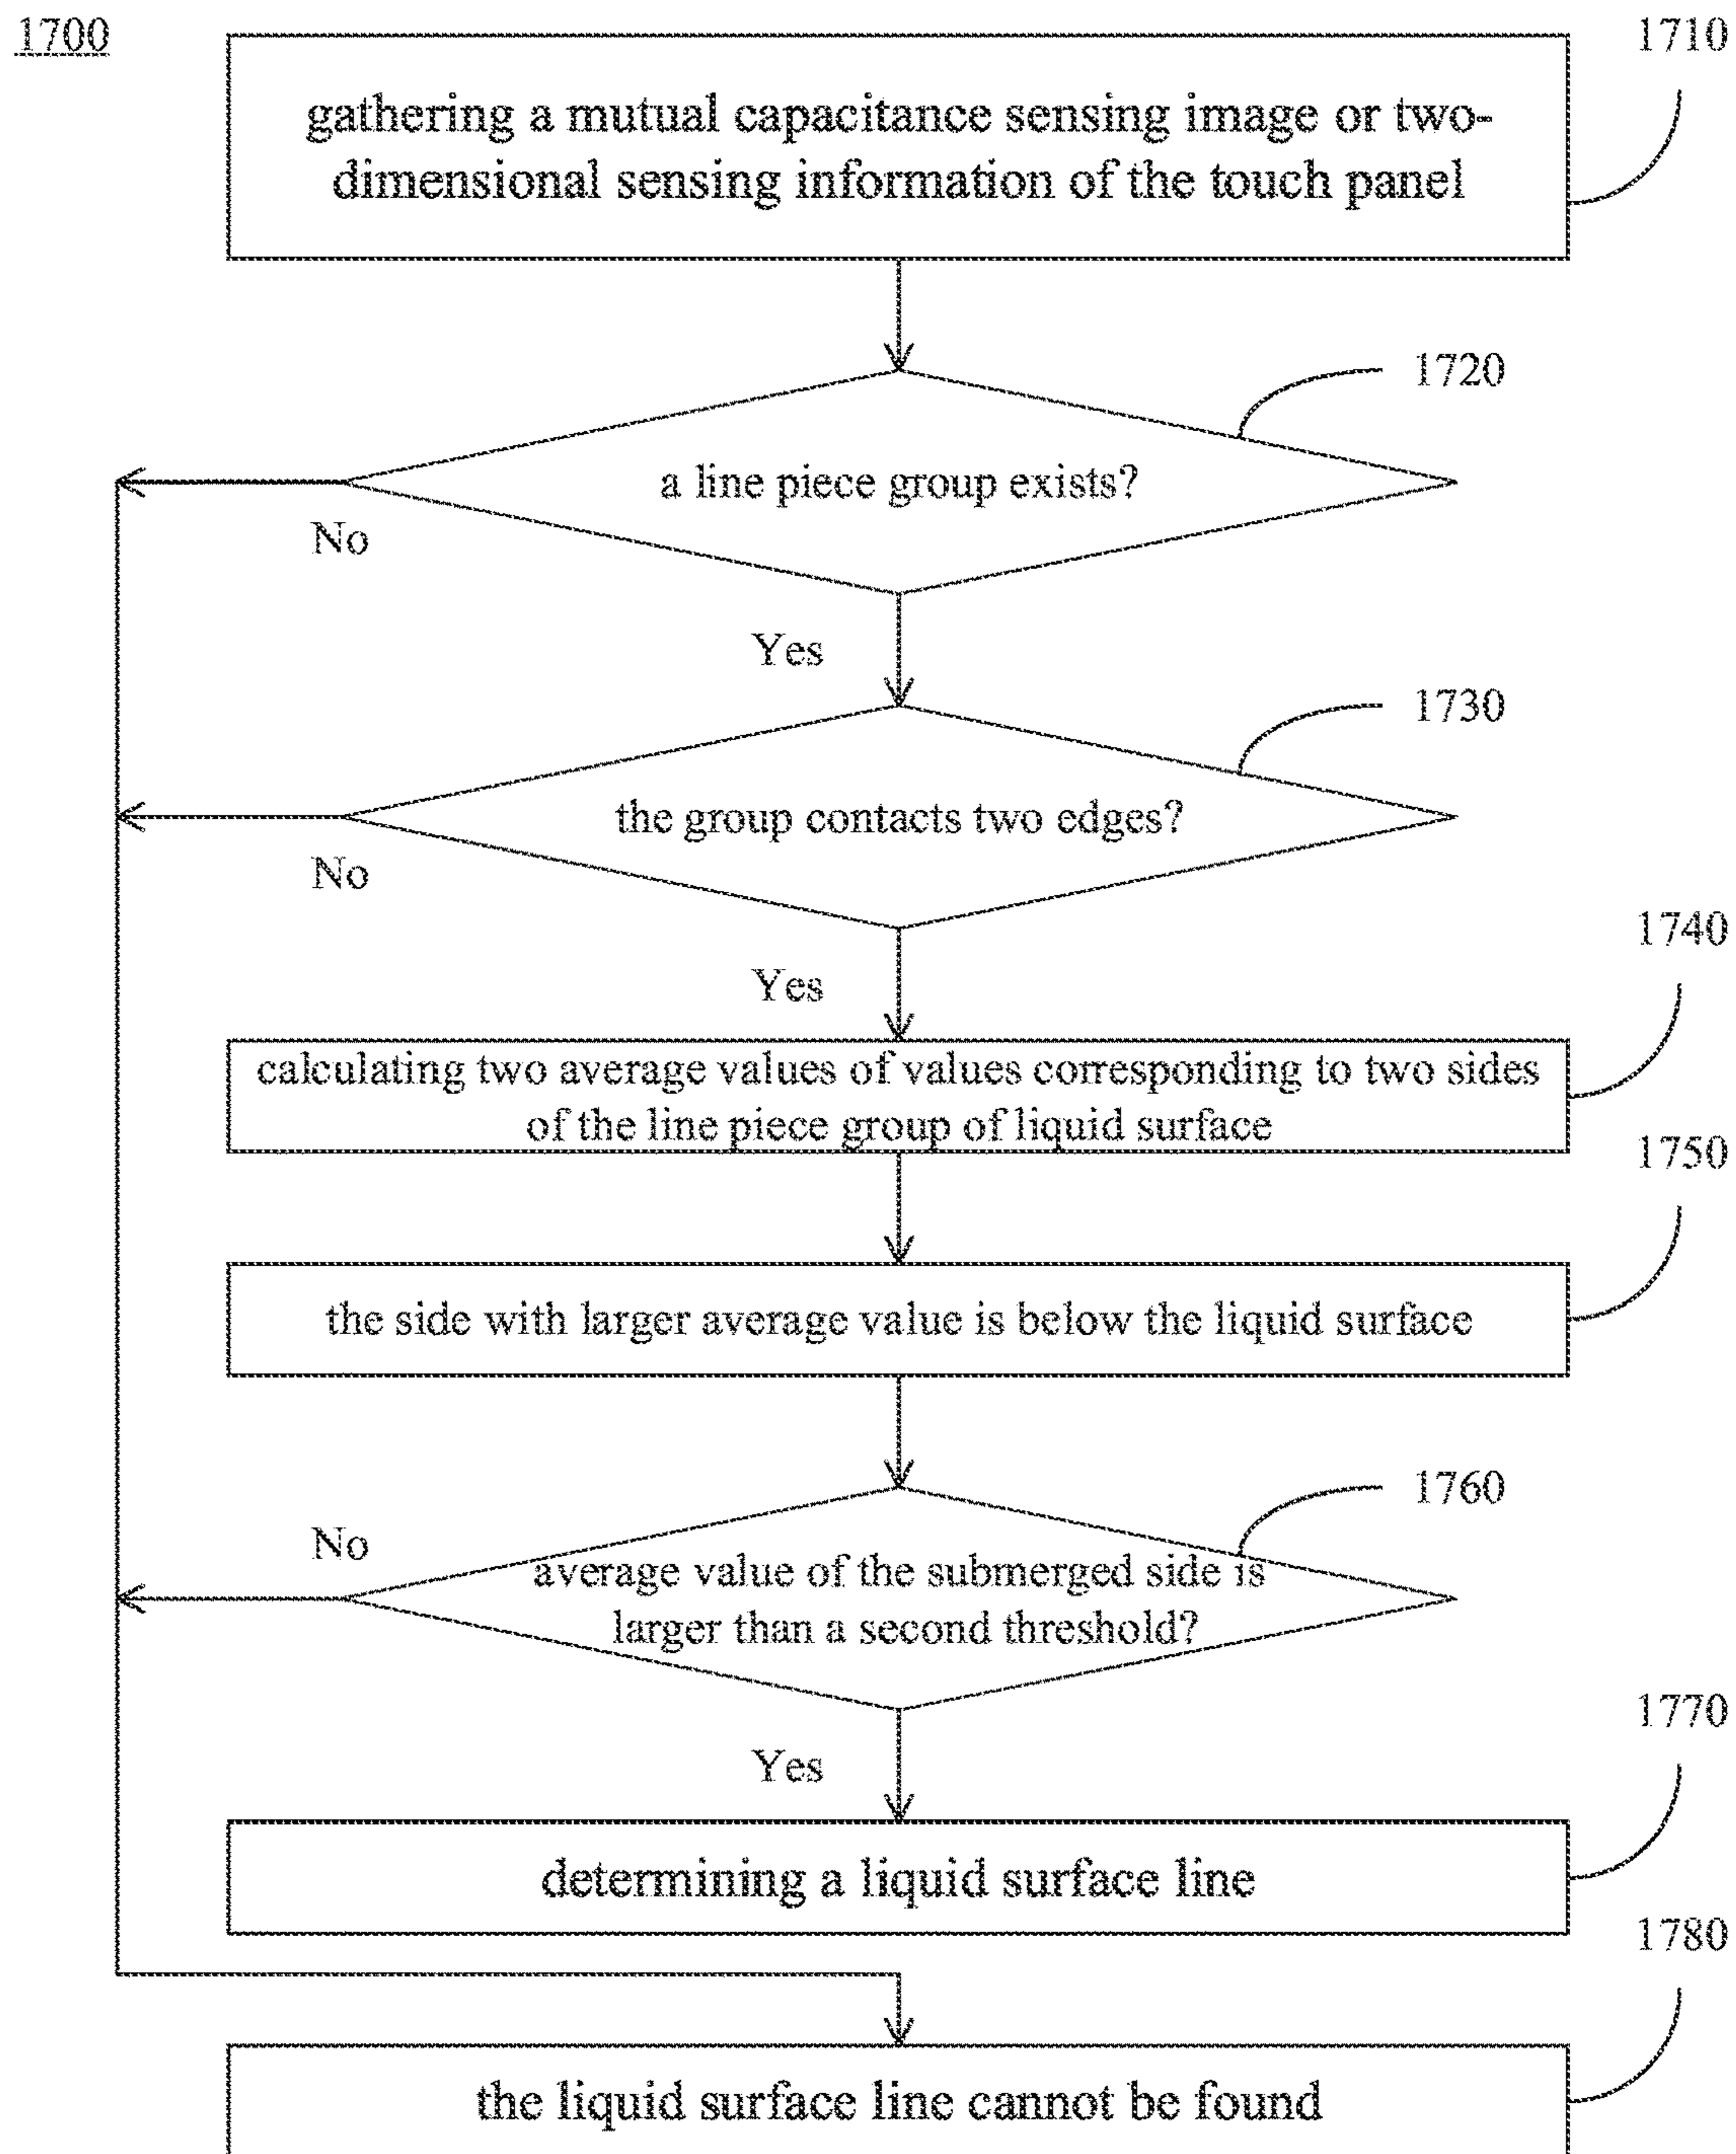 1700
1710
gathering a mutual capacitance sensing image or two-
dimensional sensing information of the touch panel
1720
a line piece group exists?
No
Yes
1730
the group contacts two edges?
No
Yes
1740
calculating two average values of values corresponding to two sides
of the line piece group of liquid surface
1750
the side with larger average value is below the liquid surface
1760
No
average value of the submerged side is
larger than a second threshold?
Yes
1770
determining a liquid surface line
1780
the liquid surface line cannot be found